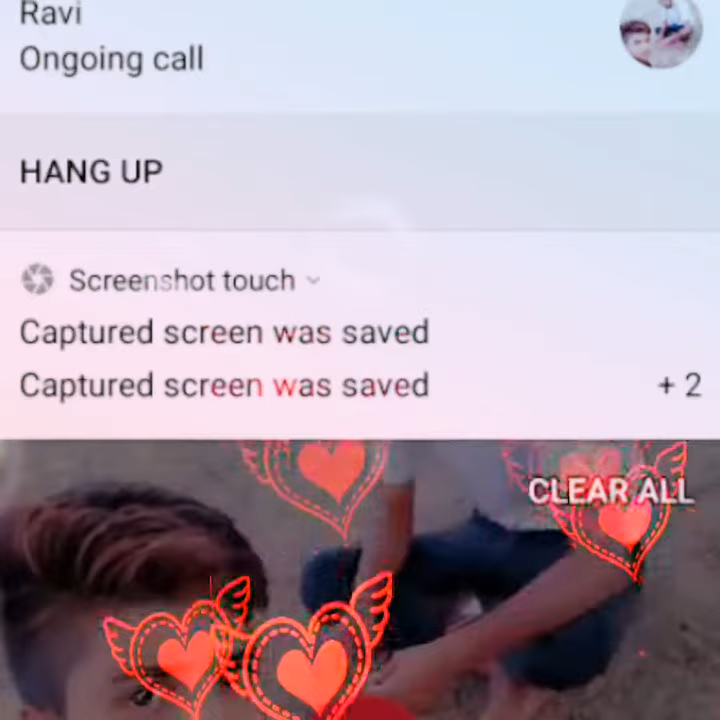 Ravi
Ongoing call
HANG UP
Screenshot touch
Captured screen was saved
Captured screen was saved + 2
CLEAR ALL